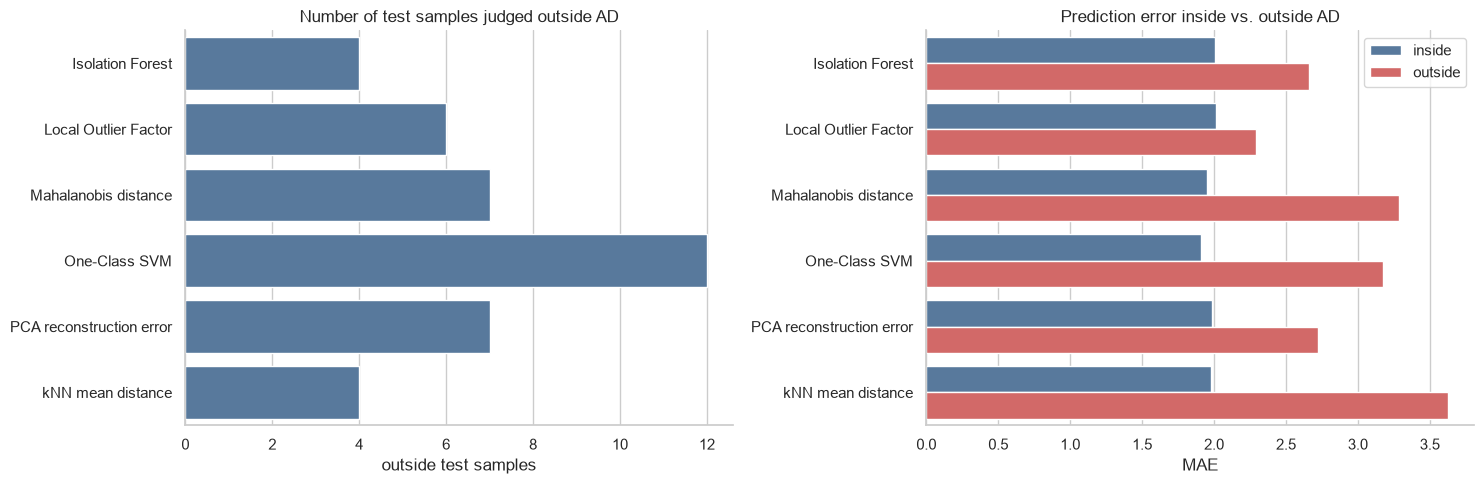 Number of test samples judged outside AD
Isolation Forest
Local Outlier Factor
Mahalanobis distance
One-Class SVM
PCA reconstruction error
kNN mean distance
0 2 4 6 8 10 12
outside test samples
Prediction error inside vs. outside AD
inside
outside
Isolation Forest
Local Outlier Factor
Mahalanobis distance
One-Class SVM
PCA reconstruction error
kNN mean distance
0.0 0.5 1.0 1.5 2.0 2.5 3.0 3.5
MAE